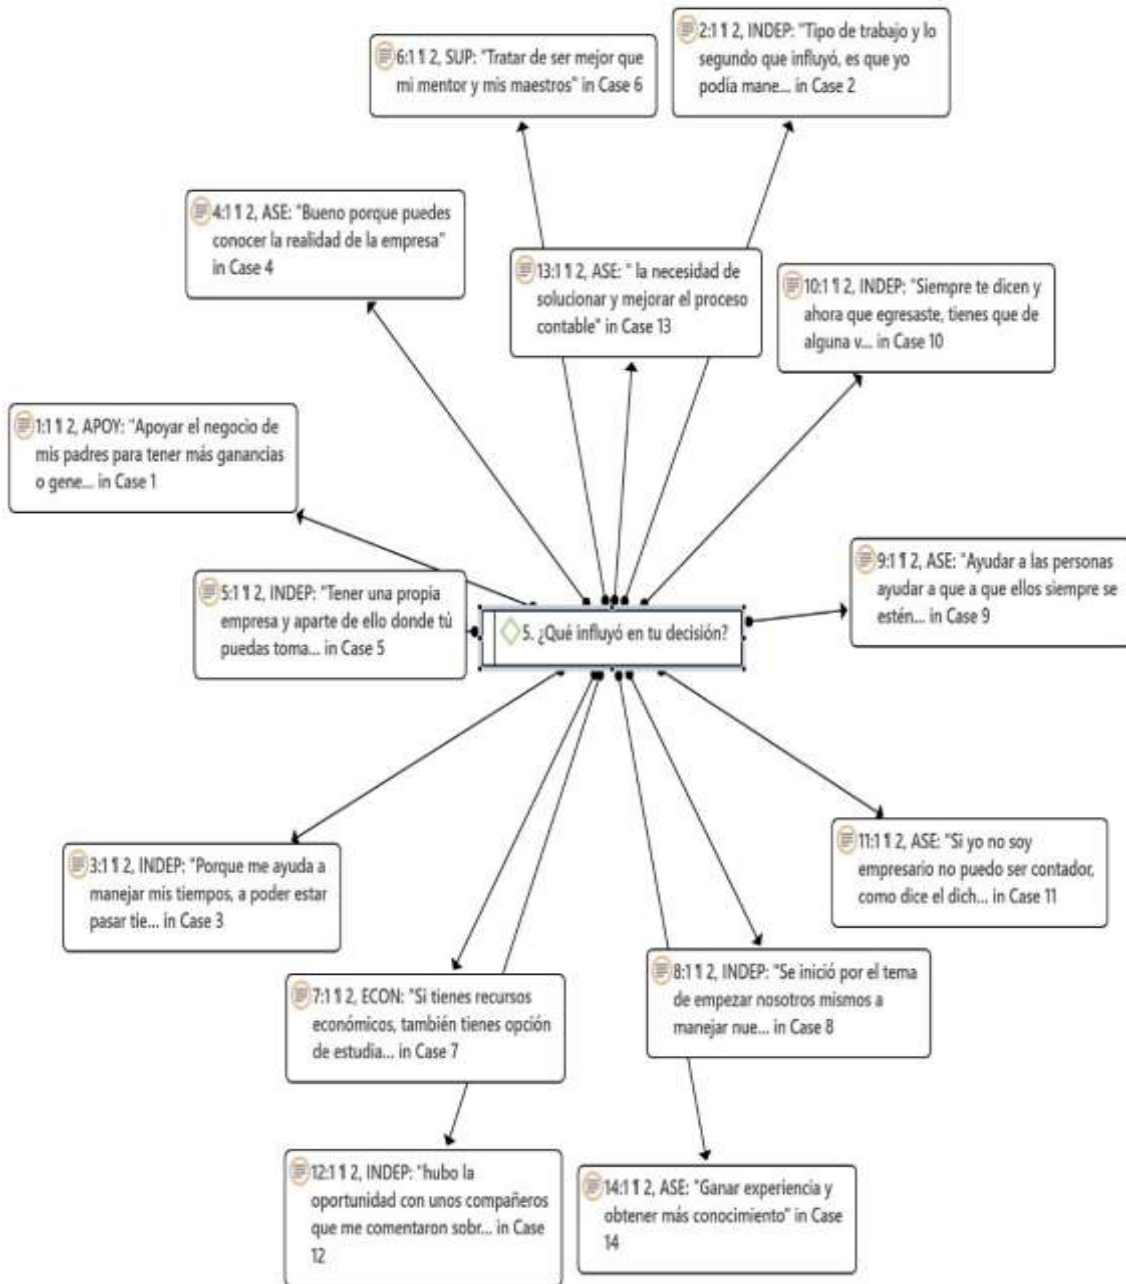 6:1 ¶ 2, SUP: "Tratar de ser mejor que
mi mentor y mis maestros" in Case 6
2:1 ¶ 2, INDEP: "Tipo de trabajo y lo
segundo que influyó, es que yo
podía mane... in Case 2
4:1 ¶ 2, ASE: "Bueno porque puedes
conocer la realidad de la empresa"
in Case 4
13:1 ¶ 2, ASE: " la necesidad de
solucionar y mejorar el proceso
contable" in Case 13
10:1 ¶ 2, INDEP: "Siempre te dicen y
ahora que egresaste, tienes que de
alguna v... in Case 10
1:1 ¶ 2, APOY: "Apoyar el negocio de
mis padres para tener más ganancias
o gene... in Case 1
9:1 ¶ 2, ASE: "Ayudar a las personas
ayudar a que a que ellos siempre se
estén... in Case 9
5:1 ¶ 2, INDEP: "Tener una propia
empresa y aparte de ello donde tú
puedas toma... in Case 5
5. ¿Qué influyó en tu decisión?
3:1 ¶ 2, INDEP: "Porque me ayuda a
manejar mis tiempos, a poder estar
pasar tie... in Case 3
11:1 ¶ 2, ASE: "Si yo no soy
empresario no puedo ser contador,
como dice el dich... in Case 11
7:1 ¶ 2, ECON: "Si tienes recursos
económicos, también tienes opción
de estudia... in Case 7
8:1 ¶ 2, INDEP: "Se inició por el tema
de empezar nosotros mismos a
manejar nue... in Case 8
12:1 ¶ 2, INDEP: "hubo la
oportunidad con unos compañeros
que me comentaron sobr... in Case
12
14:1 ¶ 2, ASE: "Ganar experiencia y
obtener más conocimiento" in Case
14